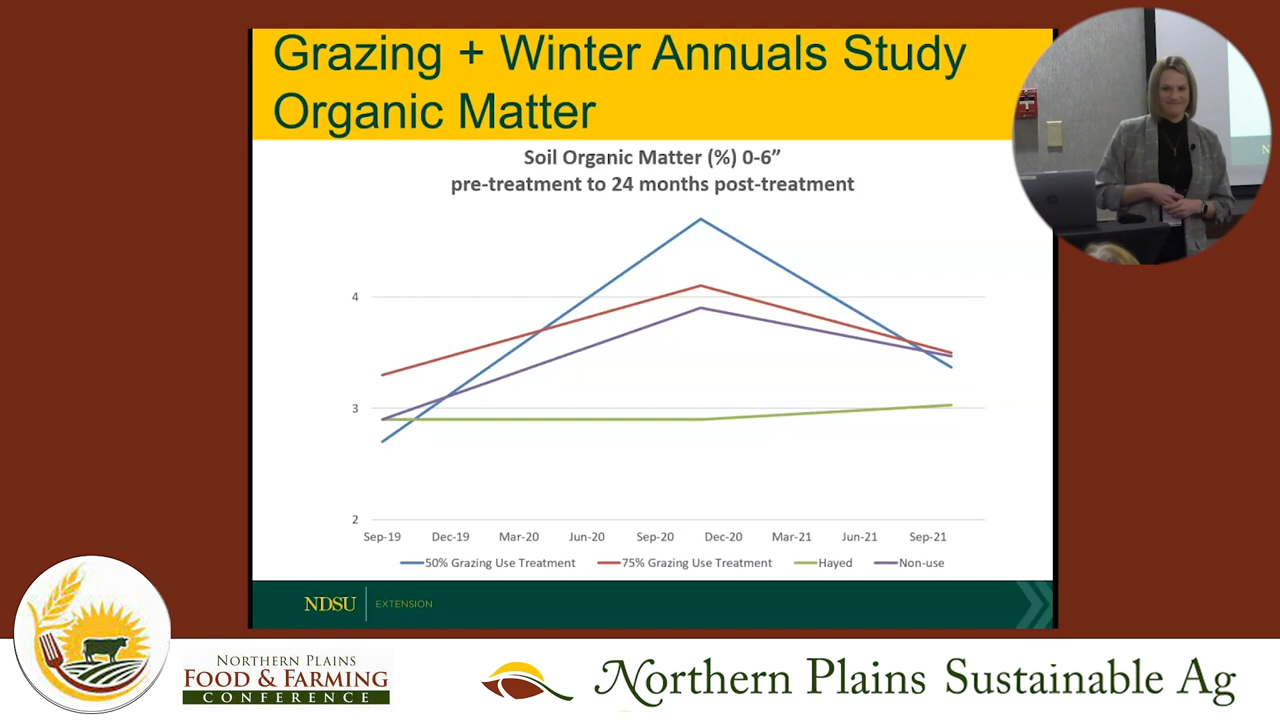 Grazing + Winter Annuals Study
Organic Matter
Soil Organic Matter (%) 0-6”
pre-treatment to 24 months post-treatment
4
3
2
Sep-19 Dec-19 Mar-20 Jun-20 Sep-20 Dec-20 Mar-21 Jun-21 Sep-21
50% Grazing Use Treatment 75% Grazing Use Treatment Hayed Non-use
NDSU EXTENSION
NORTHERN PLAINS
FOOD & FARMING
CONFERENCE
Northern Plains Sustainable Ag